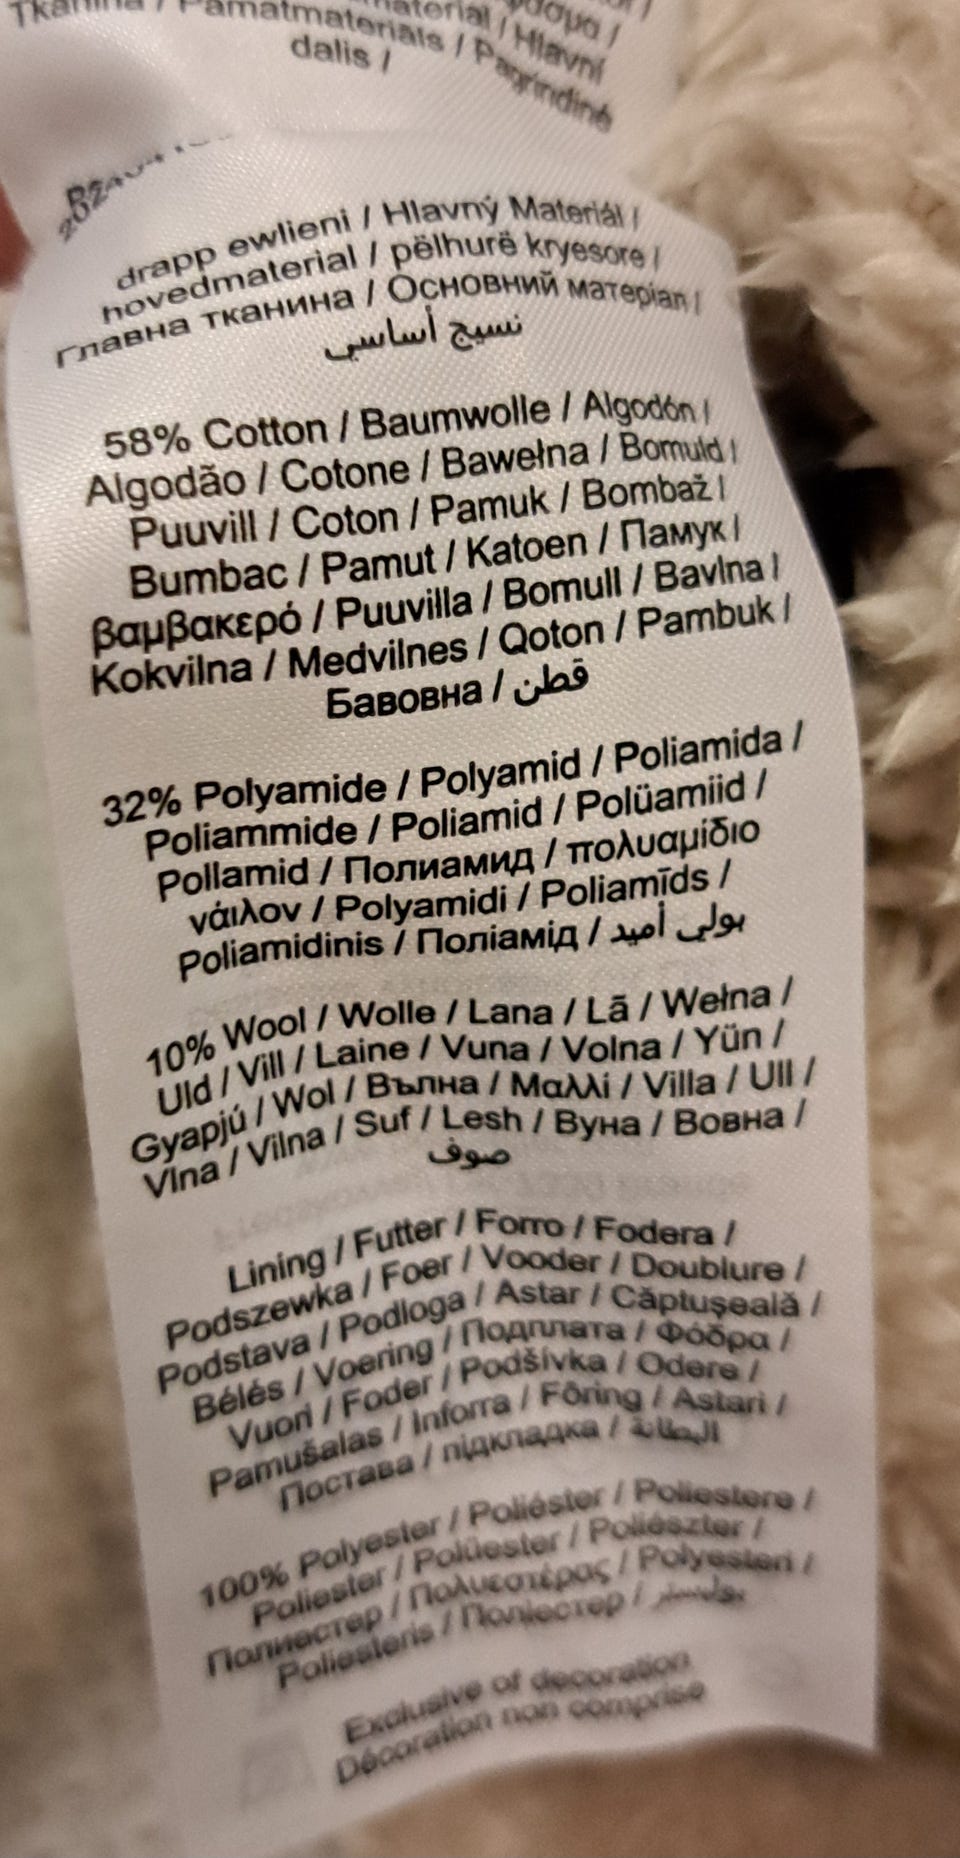 Pamatmaterials / Pagrindinė
dalis /
drapp ewlieni / Hlavný Materiál /
hovedmaterial / pëlhurë kryesore /
Главна тканина / Основний матеріал /
نسيج أساسي
58% Cotton / Baumwolle / Algodón /
Algodão / Cotone / Bawełna / Bomuld /
Puuvill / Coton / Pamuk / Bombaž /
Bumbac / Pamut / Katoen / Памук /
βαμβακερό / Puuvilla / Bomull / Bavlna /
Kokvilna / Medvilnes / Qoton / Pambuk /
Бавовна / قطن
32% Polyamide / Polyamid / Poliamida /
Poliammide / Poliamid / Polüamiid /
Pollamid / Полиамид / πολυαμίδιο
νάιλον / Polyamidi / Poliamīds /
Poliamidinis / Поліамід / بولي أميد
10% Wool / Wolle / Lana / Lã / Wełna /
Uld / Vill / Laine / Vuna / Volna / Yün /
Gyapjú / Wol / Вълна / Μαλλί / Villa / Ull /
Vlna / Vilna / Suf / Lesh / Вуна / Вовна /
صوف
Lining / Futter / Forro / Fodera /
Podszewka / Foer / Vooder / Doublure /
Podstava / Podloga / Astar / Căptușeală /
Bélés / Voering / Подплата / Φόδρα /
Vuori / Foder / Podšívka / Odere /
Pamušalas / Inforra / Fôring / Astari /
Постава / підкладка / البطانة
100% Polyester / Poliéster / Poliestere /
Poliester / Polüester / Poliészter /
Полиестер / Πολυεστέρας / Polyesteri /
Poliesteris / Поліестер / بوليستر
Exclusive of decoration
Décoration non comprise